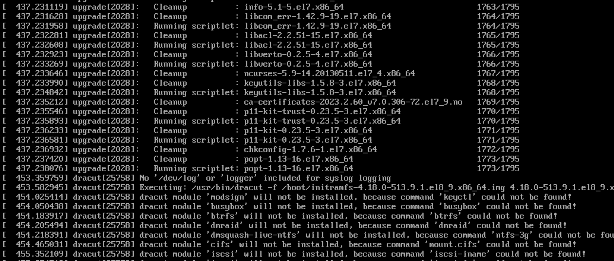 [  437.231119] upgrade[2028]:   Cleanup          : info-5.1-5.el7.x86_64                       1763/1795
[  437.231628] upgrade[2028]:   Cleanup          : libcom_err-1.42.9-19.el7.x86_64             1764/1795
[  437.231958] upgrade[2028]:   Running scriptlet: libcom_err-1.42.9-19.el7.x86_64             1764/1795
[  437.232281] upgrade[2028]:   Cleanup          : libacl-2.2.51-15.el7.x86_64                 1765/1795
[  437.232602] upgrade[2028]:   Running scriptlet: libacl-2.2.51-15.el7.x86_64                 1765/1795
[  437.232923] upgrade[2028]:   Cleanup          : libverto-0.2.5-4.el7.x86_64                 1766/1795
[  437.233269] upgrade[2028]:   Running scriptlet: libverto-0.2.5-4.el7.x86_64                 1766/1795
[  437.233646] upgrade[2028]:   Cleanup          : ncurses-5.9-14.20130511.el7_4.x86_64        1767/1795
[  437.233990] upgrade[2028]:   Cleanup          : keyutils-libs-1.5.8-3.el7.x86_64            1768/1795
[  437.234842] upgrade[2028]:   Running scriptlet: keyutils-libs-1.5.8-3.el7.x86_64            1768/1795
[  437.235212] upgrade[2028]:   Cleanup          : ca-certificates-2023.2.60_v7.0.306-72.el7_9.no   1769/1795
[  437.235546] upgrade[2028]:   Cleanup          : p11-kit-trust-0.23.5-3.el7.x86_64           1770/1795
[  437.235893] upgrade[2028]:   Running scriptlet: p11-kit-trust-0.23.5-3.el7.x86_64           1770/1795
[  437.236233] upgrade[2028]:   Cleanup          : p11-kit-0.23.5-3.el7.x86_64                 1771/1795
[  437.236581] upgrade[2028]:   Running scriptlet: p11-kit-0.23.5-3.el7.x86_64                 1771/1795
[  437.236932] upgrade[2028]:   Cleanup          : chkconfig-1.7.6-1.el7.x86_64                1772/1795
[  437.237420] upgrade[2028]:   Cleanup          : popt-1.13-16.el7.x86_64                     1773/1795
[  437.238076] upgrade[2028]:   Running scriptlet: popt-1.13-16.el7.x86_64                     1773/1795
[  453.359759] dracut[25758] No '/dev/log' or 'logger' included for syslog logging
[  453.502945] dracut[25758] Executing: /usr/bin/dracut -f /boot/initramfs-4.18.0-513.9.1.el8_9.x86_64.img 4.18.0-513.9.1.el8_9.x
[  454.025411] dracut[25758] dracut module 'modsign' will not be installed, because command 'keyctl' could not be found!
[  454.050430] dracut[25758] dracut module 'busybox' will not be installed, because command 'busybox' could not be found!
[  454.183917] dracut[25758] dracut module 'btrfs' will not be installed, because command 'btrfs' could not be found!
[  454.205494] dracut[25758] dracut module 'dmraid' will not be installed, because command 'dmraid' could not be found!
[  454.218391] dracut[25758] dracut module 'dmsquash-live-ntfs' will not be installed, because command 'ntfs-3g' could not be foun
[  454.465031] dracut[25758] dracut module 'cifs' will not be installed, because command 'mount.cifs' could not be found!
[  455.352109] dracut[25758] dracut module 'iscsi' will not be installed, because command 'iscsi-iname' could not be found!